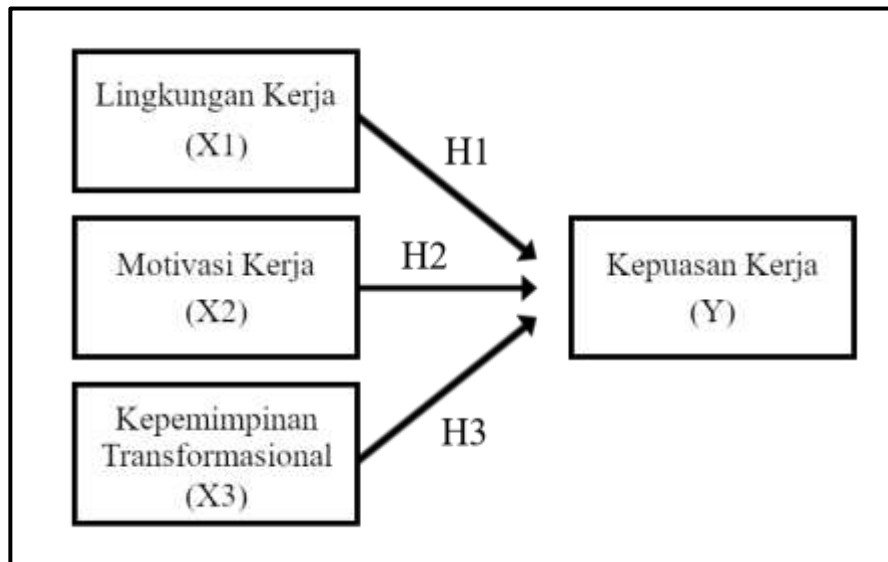 Lingkungan Kerja
(X1)
H1
Motivasi Kerja
(X2)
H2
Kepuasan Kerja
(Y)
Kepemimpinan
Transformasional
(X3)
H3